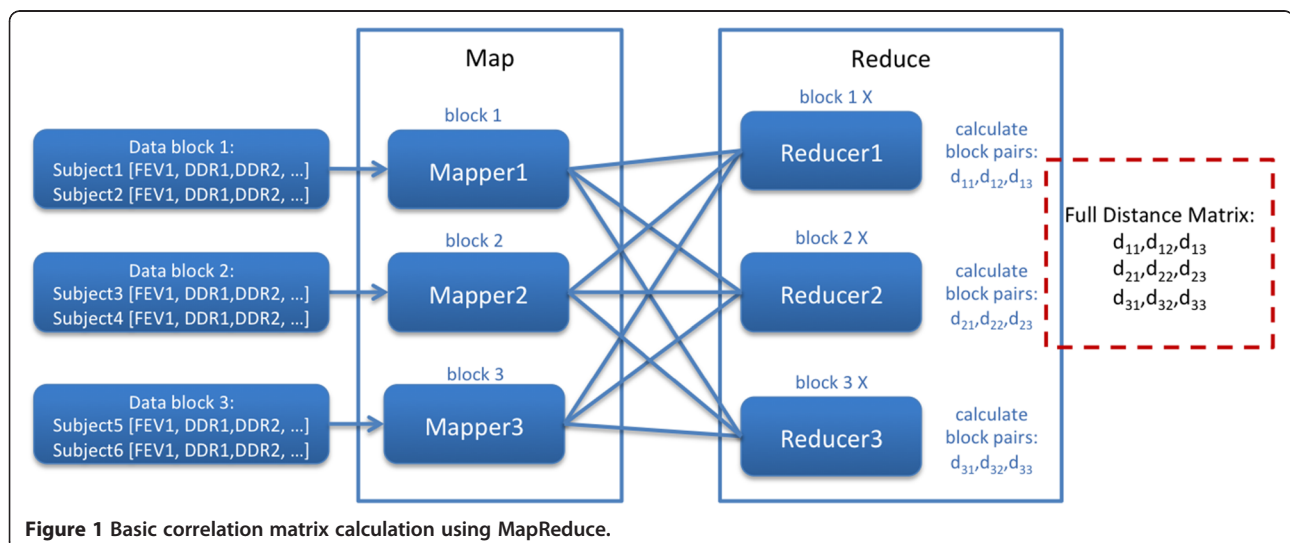 Map
Reduce
block 1
block 1 X
Data block 1:
Subject1 [FEV1, DDR1,DDR2, ...]
Subject2 [FEV1, DDR1,DDR2, ...]
Mapper1
Reducer1
calculate
block pairs:
d11,d12,d13
block 2
block 2 X
Data block 2:
Subject3 [FEV1, DDR1,DDR2, ...]
Subject4 [FEV1, DDR1,DDR2, ...]
Mapper2
Reducer2
calculate
block pairs:
d21,d22,d23
Full Distance Matrix:
d11,d12,d13
d21,d22,d23
d31,d32,d33
block 3
block 3 X
Data block 3:
Subject5 [FEV1, DDR1,DDR2, ...]
Subject6 [FEV1, DDR1,DDR2, ...]
Mapper3
Reducer3
calculate
block pairs:
d31,d32,d33
Figure 1 Basic correlation matrix calculation using MapReduce.